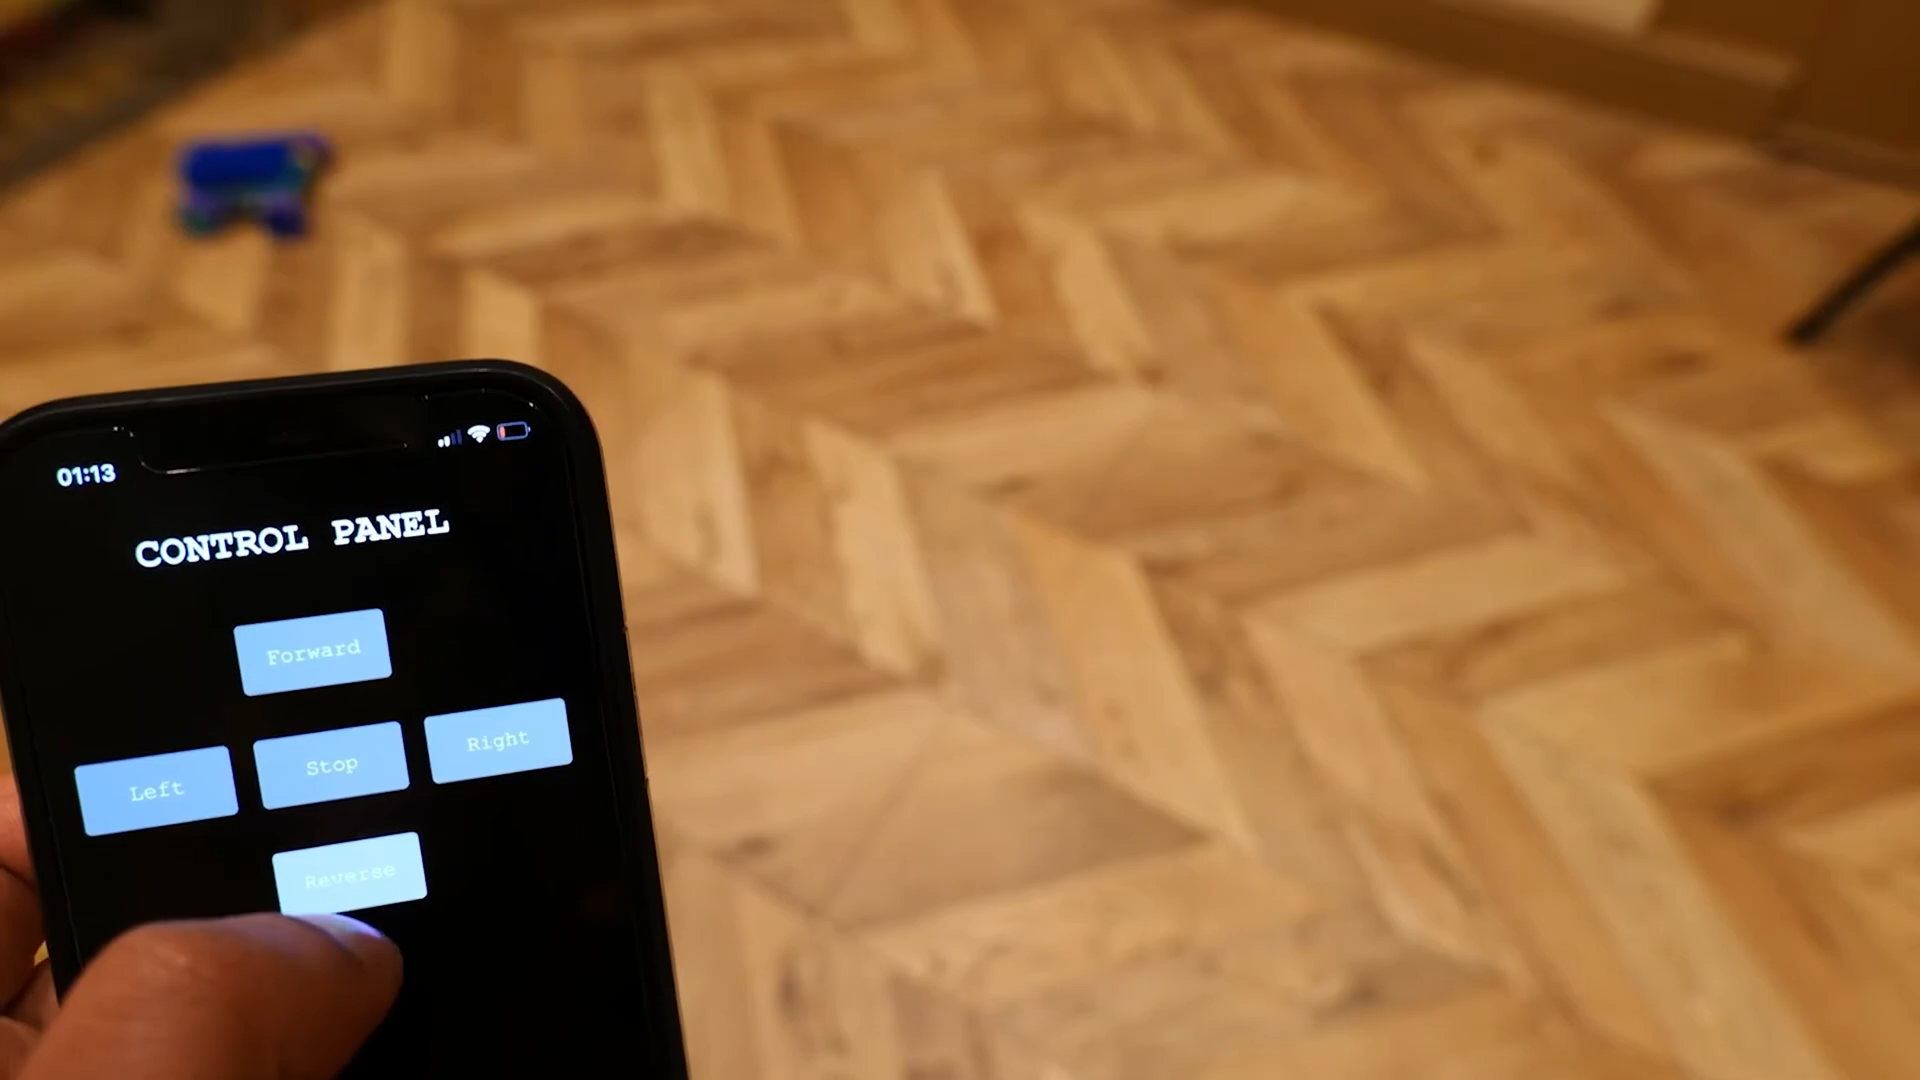 01:13
CONTROL PANEL
Forward
Left Stop Right
Reverse